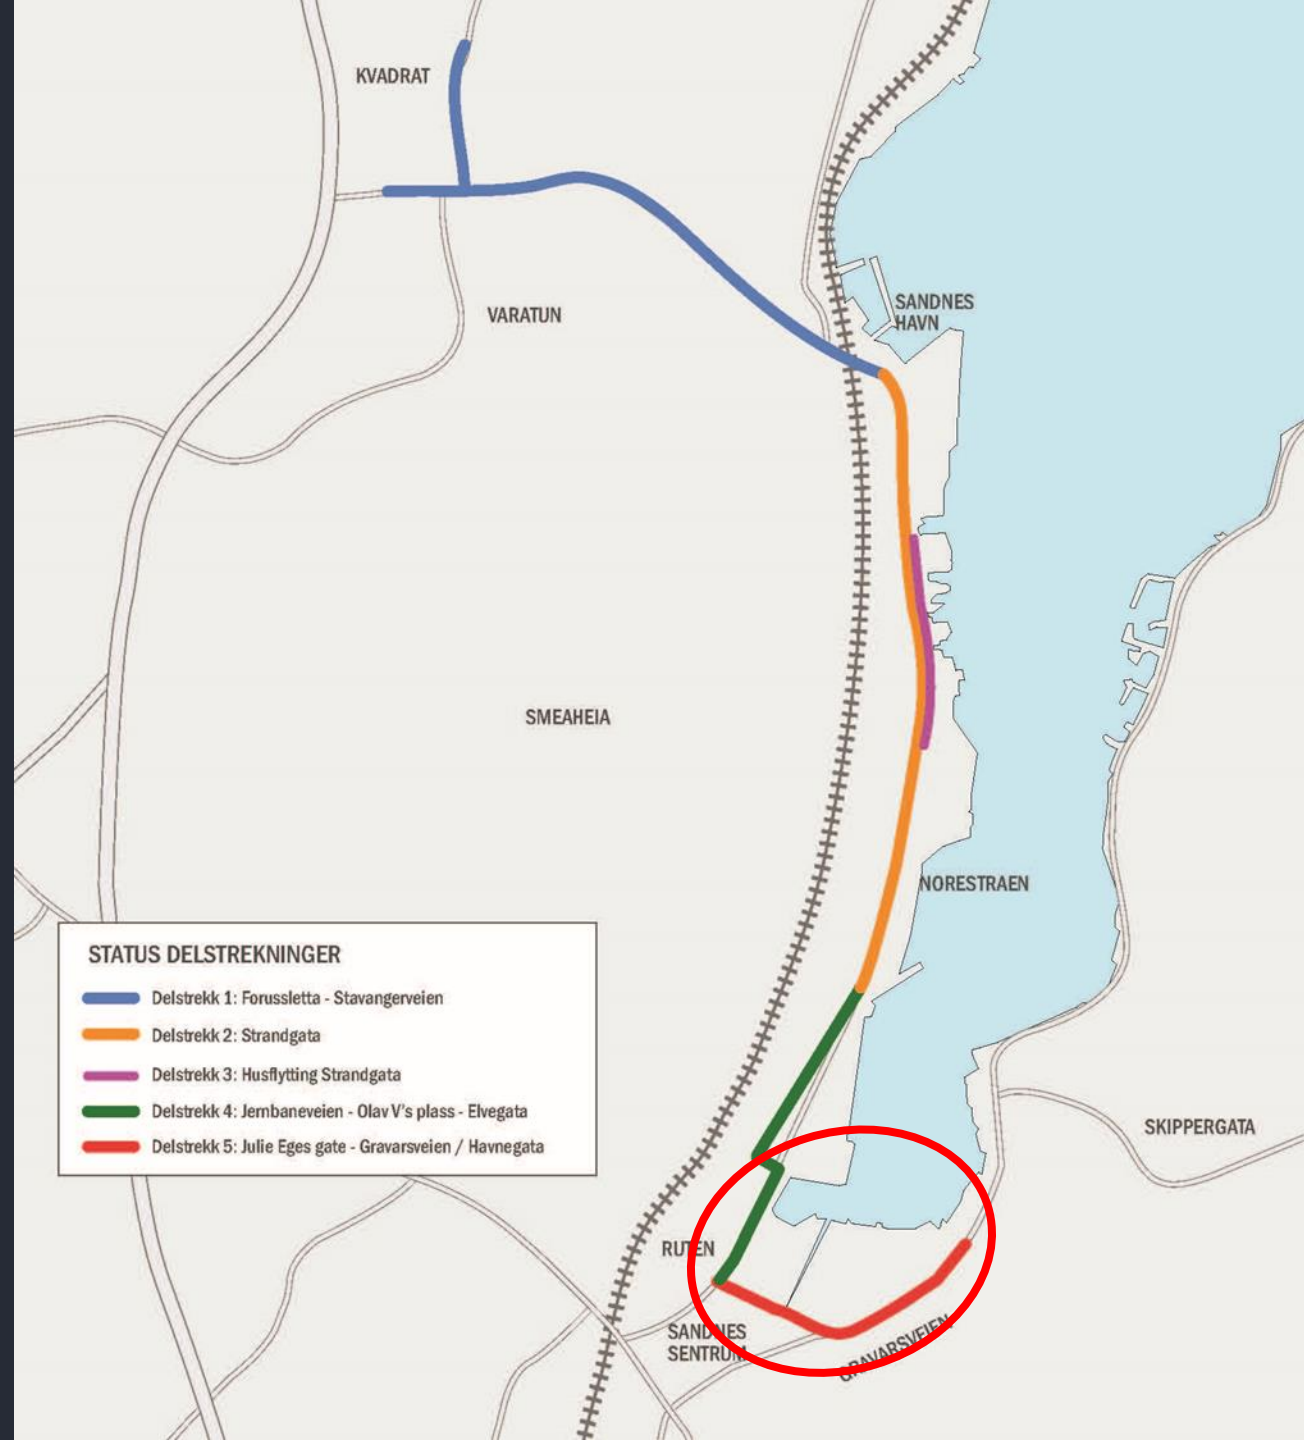 KVADRAT
VARATUN
SANDNES
HAVN
SMEAHEIA
NORESTRAEN
STATUS DELSTREKNINGER
Delstrekk 1: Forussletta - Stavangerveien
Delstrekk 2: Strandgata
Delstrekk 3: Husflytting Strandgata
Delstrekk 4: Jernbaneveien - Olav V's plass - Elvegata
Delstrekk 5: Julie Eges gate - Gravarsveien / Havnegata
SKIPPERGATA
RUTEN
SANDNES
SENTRUM
GRAVARSVEIEN